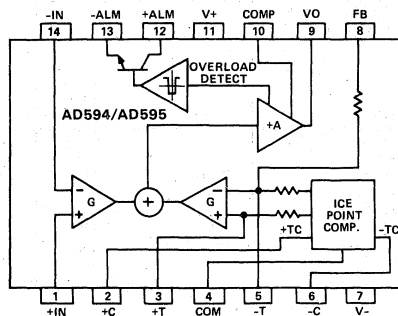 -IN -ALM +ALM V+ COMP VO FB
14 13 12 11 10 9 8
OVERLOAD
DETECT
AD594/AD595
+A
- G + G - +
ICE
POINT
COMP.
+TC -TC
1 2 3 4 5 6 7
+IN +C +T COM -T -C V-